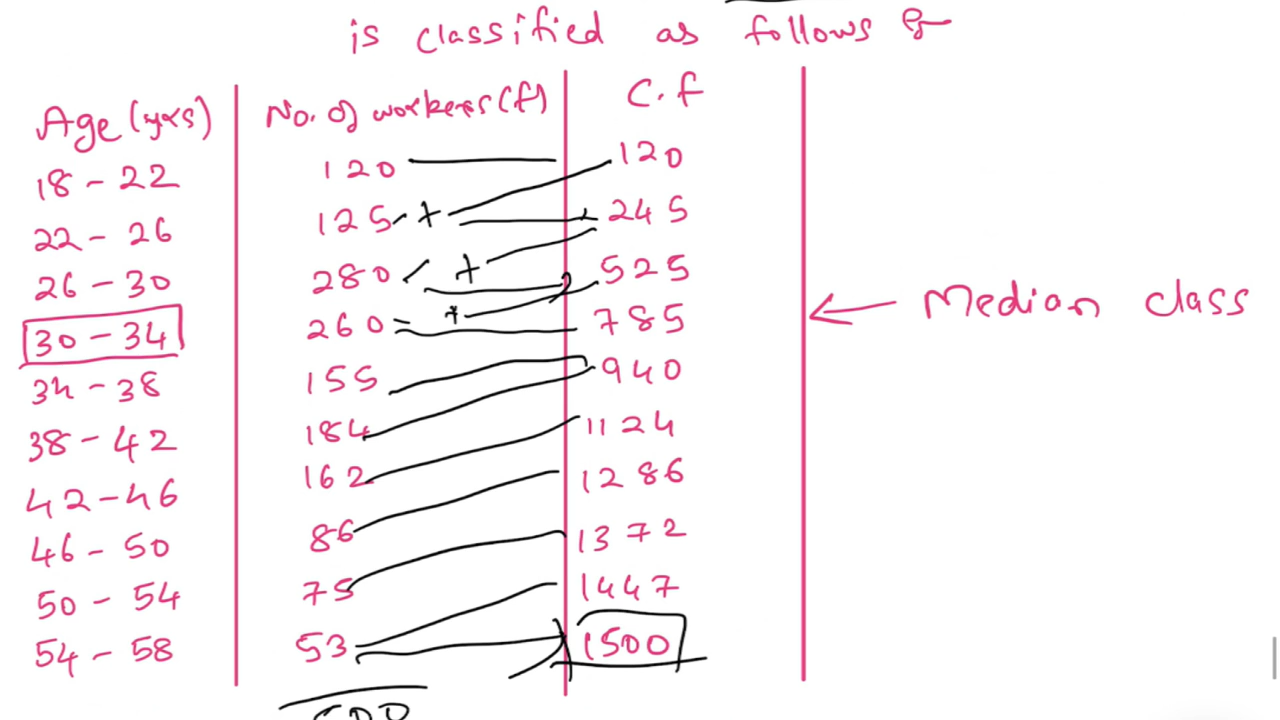 is classified as follows :-
Age (yrs) No. of workers (f) C.f
18 - 22 120 120
22 - 26 125 + 245
26 - 30 280 + 525
30 - 34 260 = + 785 ← Median class
34 - 38 155 940
38 - 42 184 1124
42 - 46 162 1286
46 - 50 86 1372
50 - 54 75 1447
54 - 58 53 1500